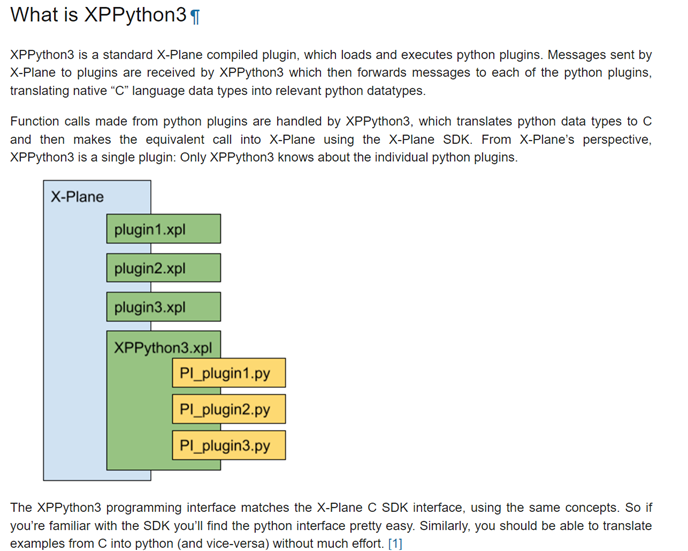 What is XPPython3¶
XPPython3 is a standard X-Plane compiled plugin, which loads and executes python plugins. Messages sent by
X-Plane to plugins are received by XPPython3 which then forwards messages to each of the python plugins,
translating native “C” language data types into relevant python datatypes.
Function calls made from python plugins are handled by XPPython3, which translates python data types to C
and then makes the equivalent call into X-Plane using the X-Plane SDK. From X-Plane’s perspective,
XPPython3 is a single plugin: Only XPPython3 knows about the individual python plugins.
X-Plane
plugin1.xpl
plugin2.xpl
plugin3.xpl
XPPython3.xpl
PI_plugin1.py
PI_plugin2.py
PI_plugin3.py
The XPPython3 programming interface matches the X-Plane C SDK interface, using the same concepts. So if
you’re familiar with the SDK you’ll find the python interface pretty easy. Similarly, you should be able to translate
examples from C into python (and vice-versa) without much effort. [1]